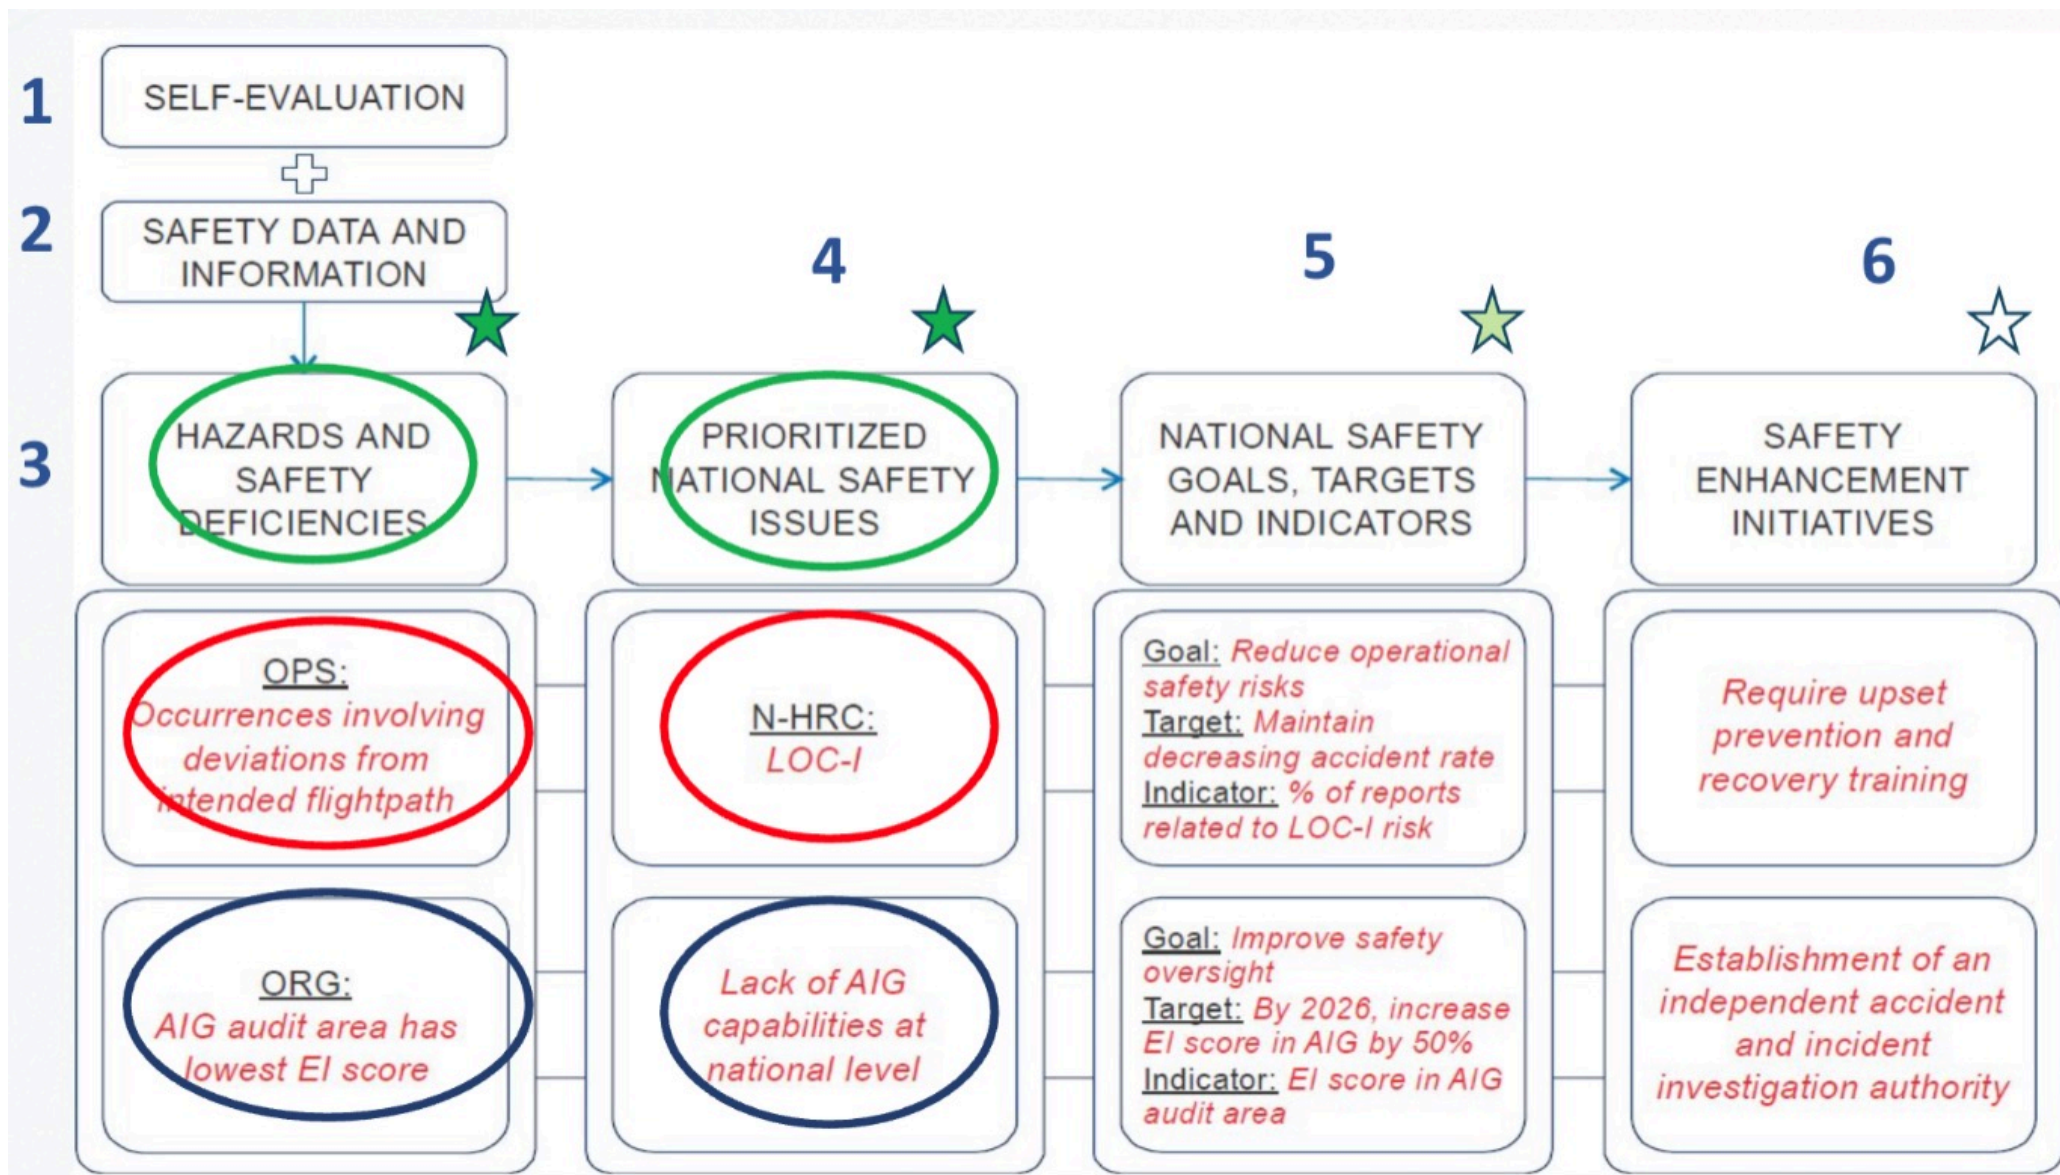 1
SELF-EVALUATION
2
SAFETY DATA AND
INFORMATION
4
5
6
3
HAZARDS AND
SAFETY
DEFICIENCIES
PRIORITIZED
NATIONAL SAFETY
ISSUES
NATIONAL SAFETY
GOALS, TARGETS
AND INDICATORS
SAFETY
ENHANCEMENT
INITIATIVES
OPS:
Occurrences involving
deviations from
intended flightpath
N-HRC:
LOC-I
Goal: Reduce operational
safety risks
Target: Maintain
decreasing accident rate
Indicator: % of reports
related to LOC-I risk
Require upset
prevention and
recovery training
ORG:
AIG audit area has
lowest EI score
Lack of AIG
capabilities at
national level
Goal: Improve safety
oversight
Target: By 2026, increase
EI score in AIG by 50%
Indicator: EI score in AIG
audit area
Establishment of an
independent accident
and incident
investigation authority